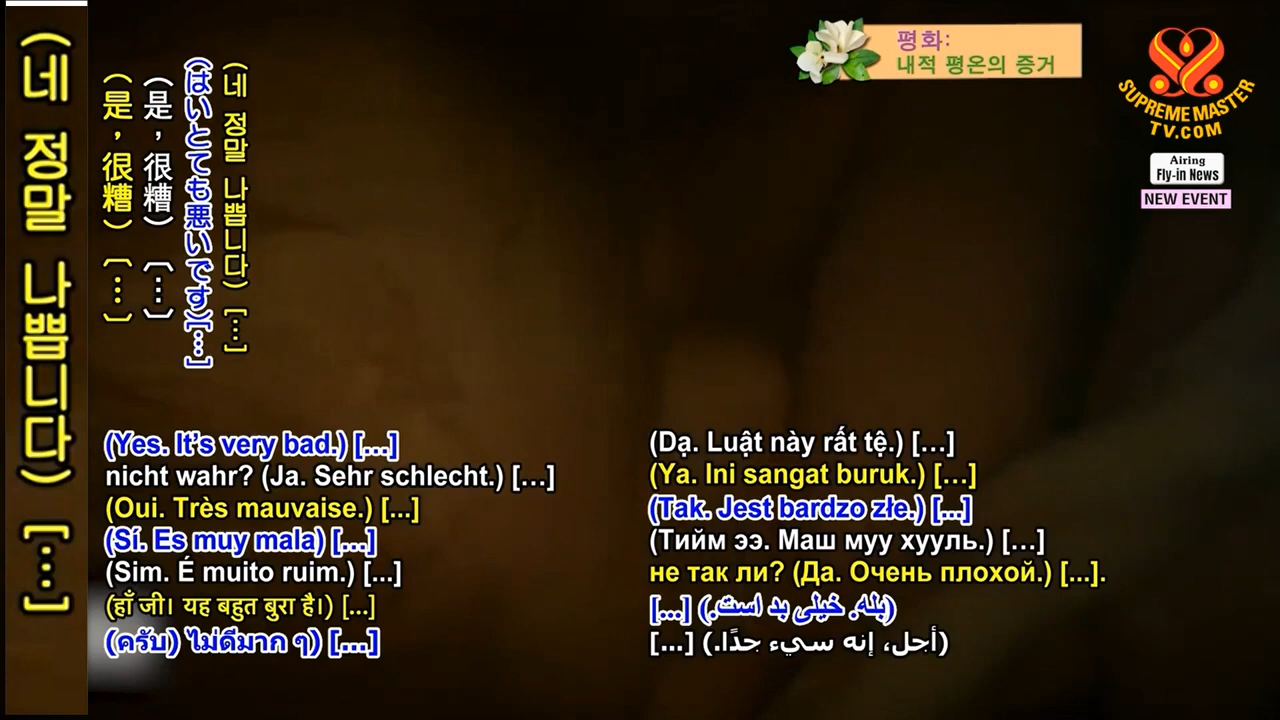 (네 정말 나쁩니다) […]
(是，很糟) […]
(是，很糟) […]
(はいとても悪いです)[…]
(네 정말 나쁩니다) […]
평화:
내적 평온의 증거
SUPREME MASTER
TV.COM
Airing
Fly-in News
NEW EVENT
(Yes. It’s very bad.) […]
nicht wahr? (Ja. Sehr schlecht.) […]
(Oui. Très mauvaise.) [...]
(Sí. Es muy mala) […]
(Sim. É muito ruim.) [...]
(हाँ जी। यह बहुत बुरा है।) [...]
(ครับ) ไม่ดีมาก ๆ) […]
(Dạ. Luật này rất tệ.) […]
(Ya. Ini sangat buruk.) […]
(Tak. Jest bardzo złe.) [...]
(Тийм ээ. Маш муу хууль.) […]
не так ли? (Да. Очень плохой.) [...].
(بله. خیلی بد است.) [...]
(أجل، إنه سيء جدًا.) [...]